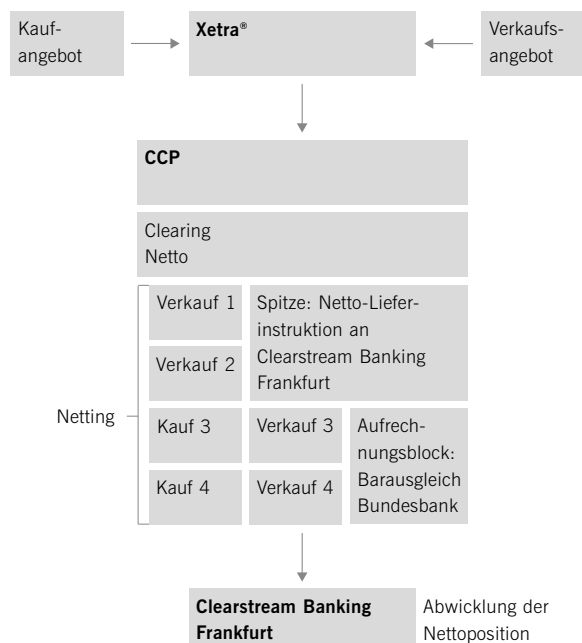 Kauf-
angebot
Xetra®
Verkaufs-
angebot
CCP
Clearing
Netto
Netting
Verkauf 1
Verkauf 2
Spitze: Netto-Liefer-
instruktion an
Clearstream Banking
Frankfurt
Kauf 3
Verkauf 3
Kauf 4
Verkauf 4
Aufrech-
nungsblock:
Barausgleich
Bundesbank
Clearstream Banking
Frankfurt
Abwicklung der
Nettoposition